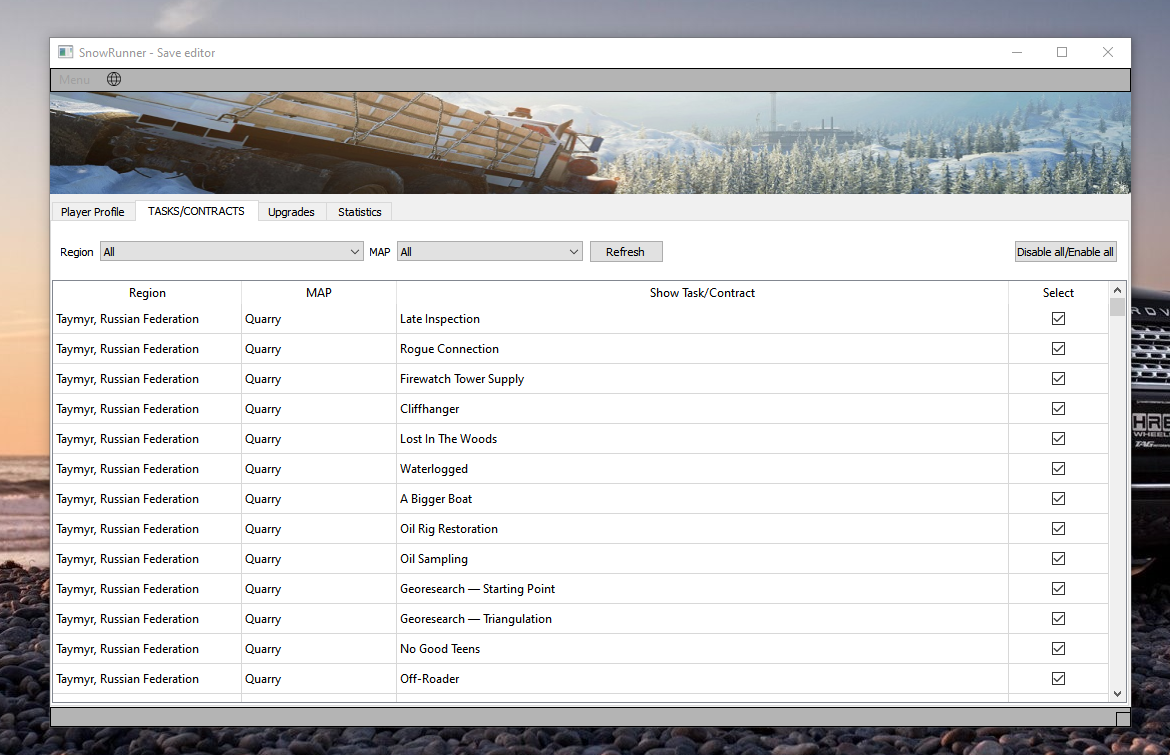 SnowRunner - Save editor
Menu
Player Profile TASKS/CONTRACTS Upgrades Statistics
Region All MAP All Refresh Disable all/Enable all
Region MAP Show Task/Contract Select
Taymyr, Russian Federation Quarry Late Inspection
Taymyr, Russian Federation Quarry Rogue Connection
Taymyr, Russian Federation Quarry Firewatch Tower Supply
Taymyr, Russian Federation Quarry Cliffhanger
Taymyr, Russian Federation Quarry Lost In The Woods
Taymyr, Russian Federation Quarry Waterlogged
Taymyr, Russian Federation Quarry A Bigger Boat
Taymyr, Russian Federation Quarry Oil Rig Restoration
Taymyr, Russian Federation Quarry Oil Sampling
Taymyr, Russian Federation Quarry Georesearch — Starting Point
Taymyr, Russian Federation Quarry Georesearch — Triangulation
Taymyr, Russian Federation Quarry No Good Teens
Taymyr, Russian Federation Quarry Off-Roader
HRE
TAG